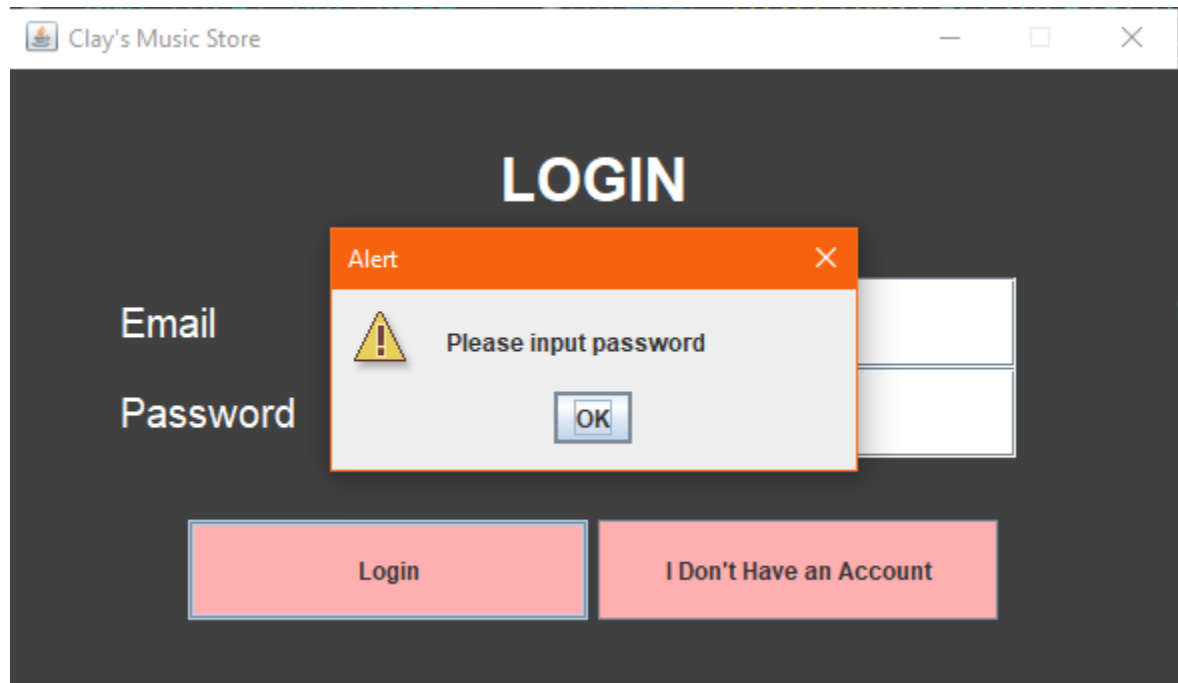 Clay's Music Store
LOGIN
Alert
Email
Please input password
Password
OK
Login
I Don't Have an Account